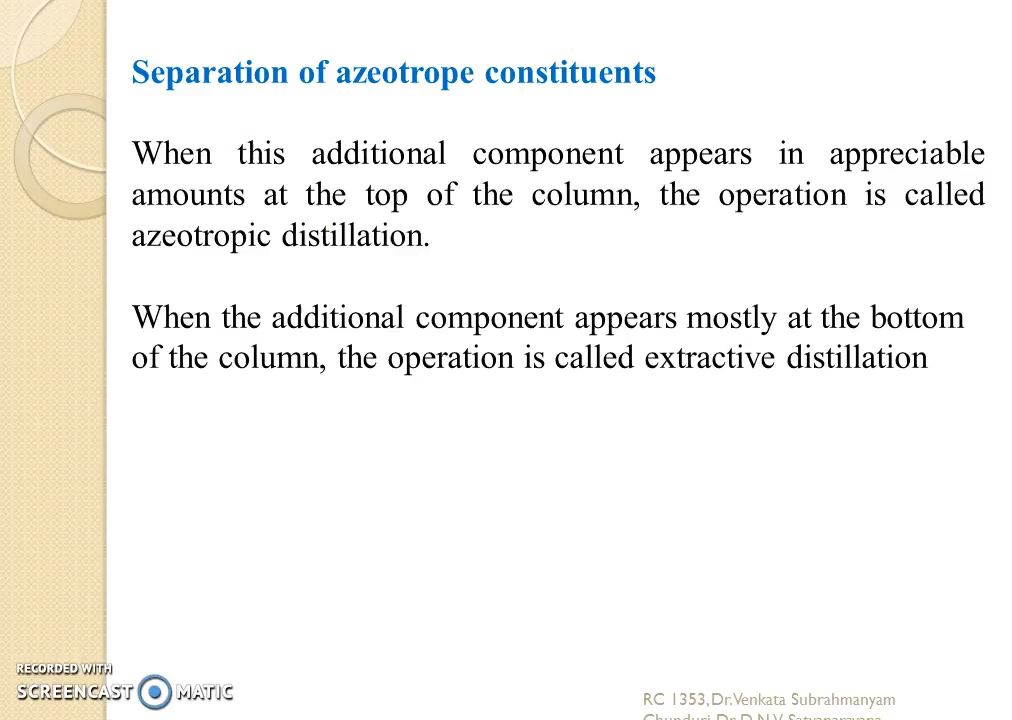 Separation of azeotrope constituents
When this additional component appears in appreciable
amounts at the top of the column, the operation is called
azeotropic distillation.
When the additional component appears mostly at the bottom
of the column, the operation is called extractive distillation
RECORDED WITH
SCREENCAST MATIC
RC 1353,Dr.Venkata Subrahmanyam
Chunduri,Dr.D.N.V. Satyanarayana